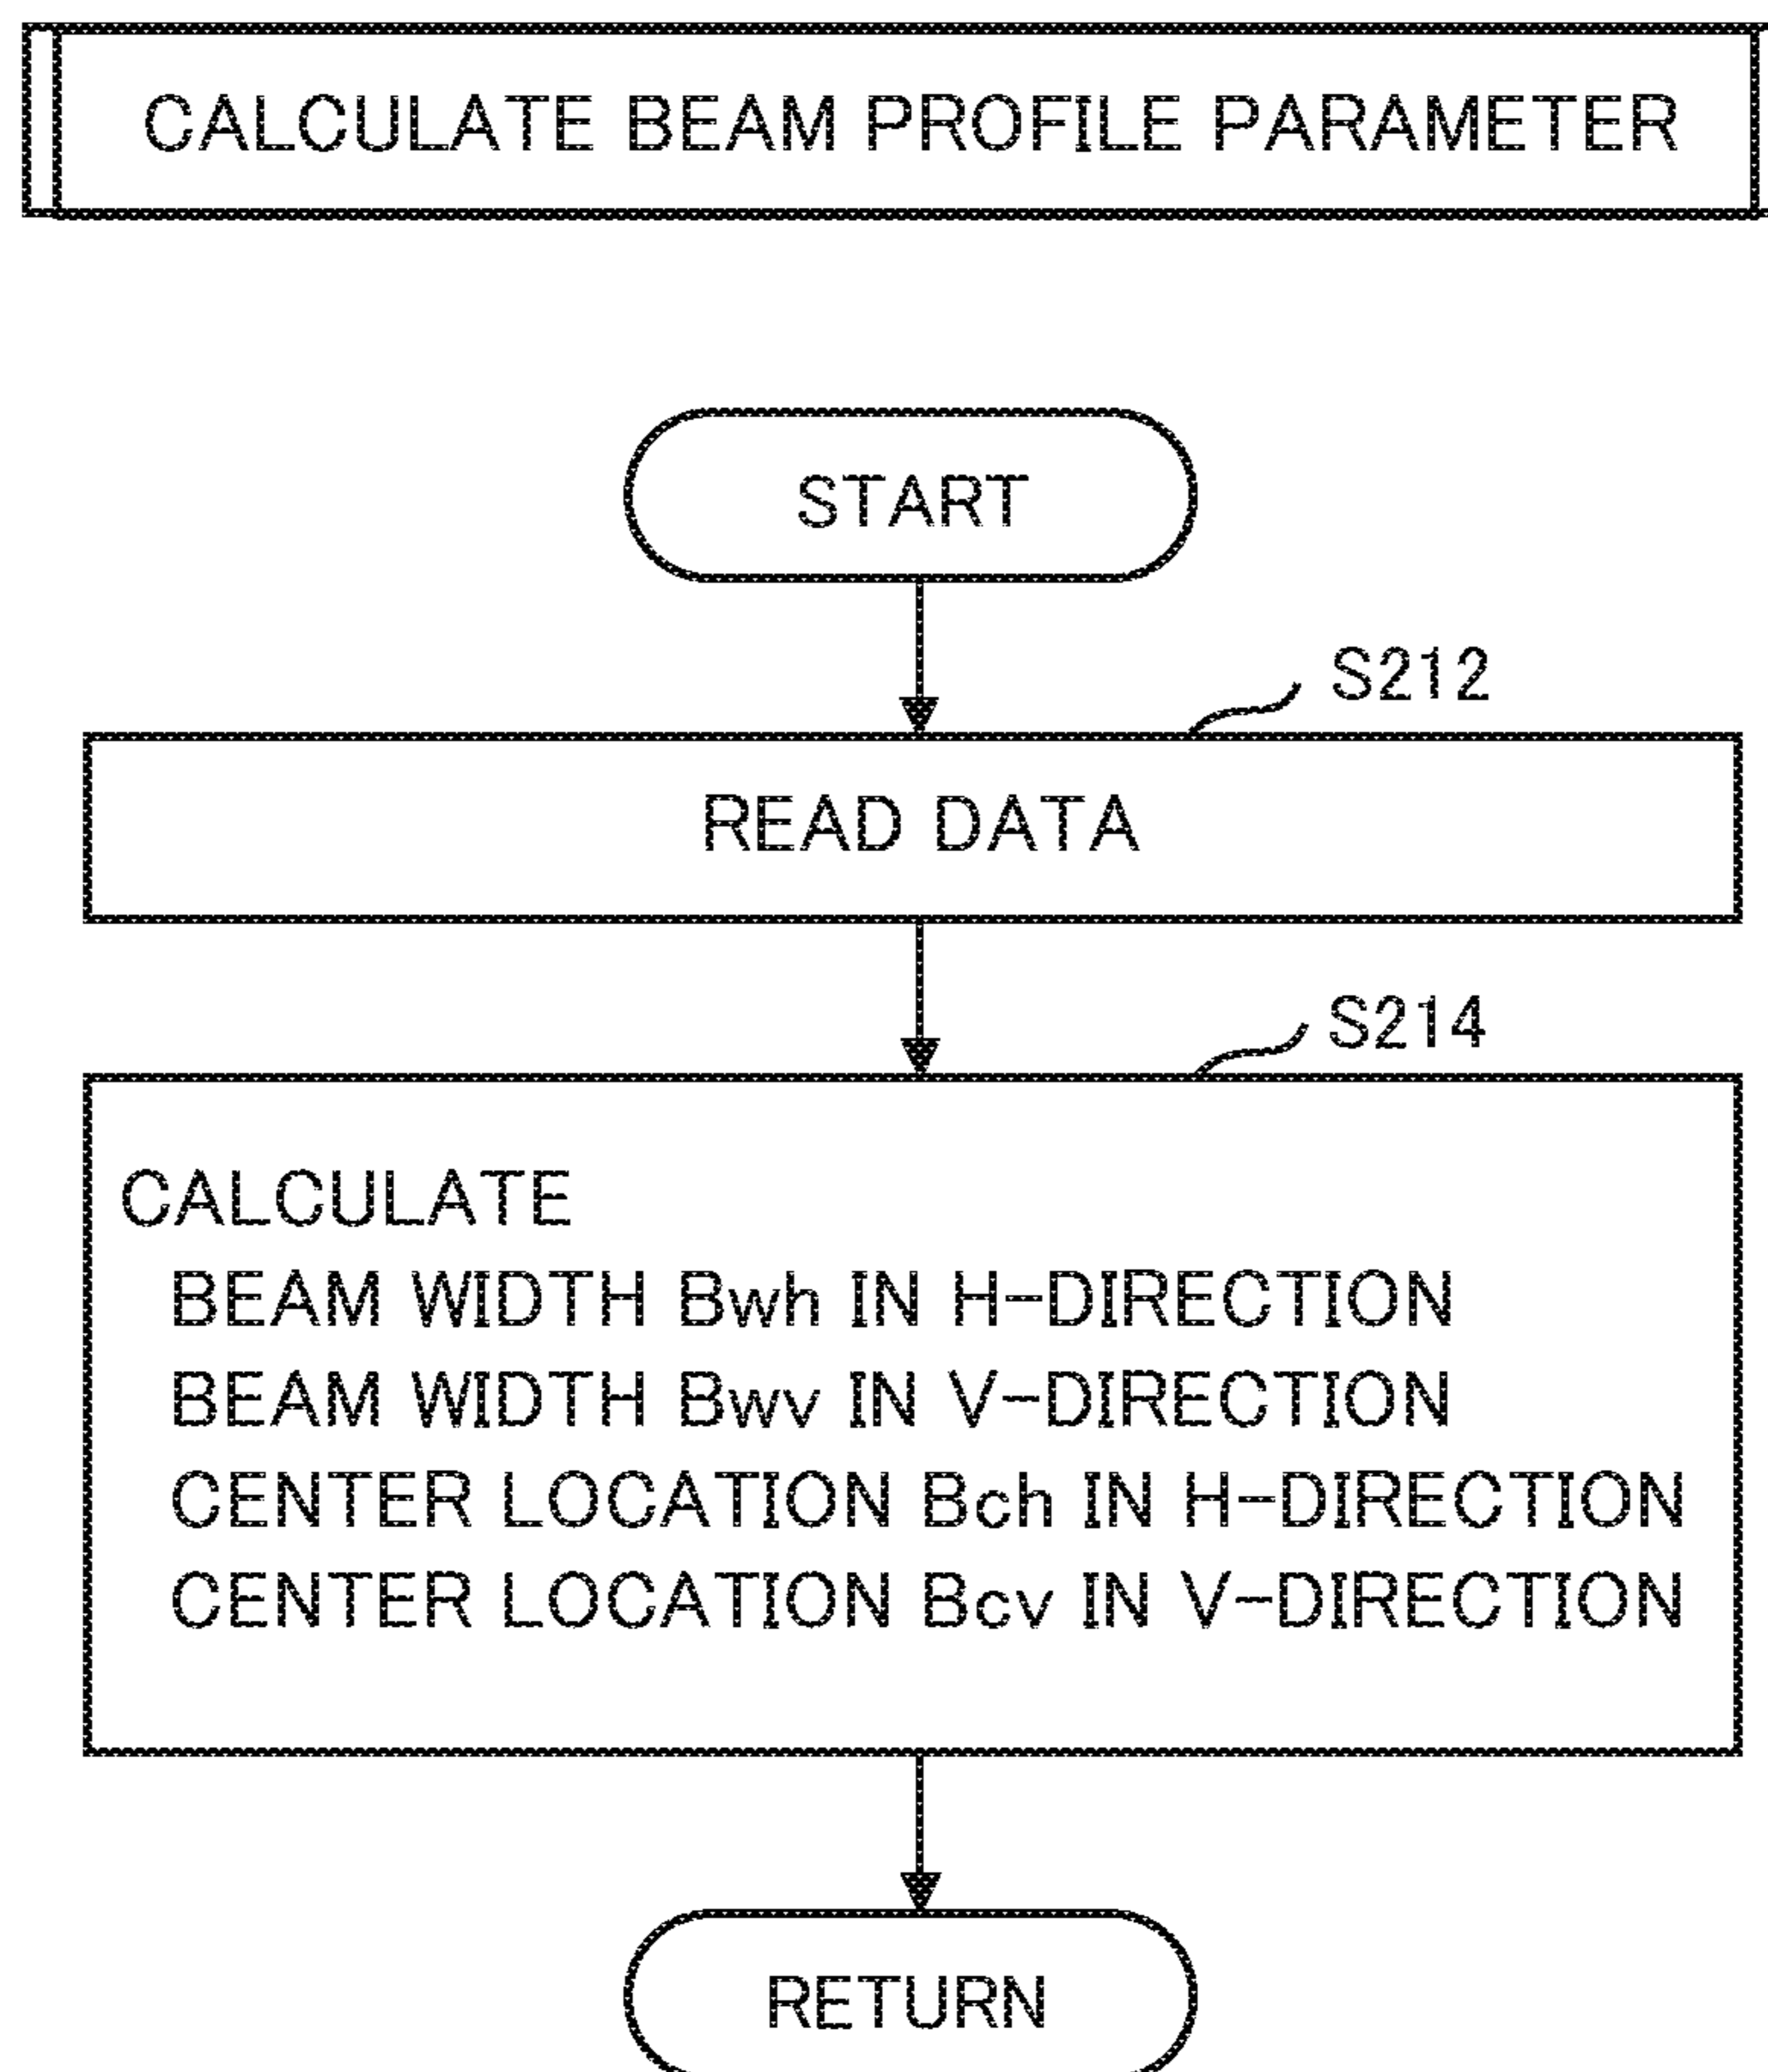 CALCULATE BEAM PROFILE PARAMETER
START
S212
READ DATA
S214
CALCULATE
BEAM WIDTH Bwh IN H-DIRECTION
BEAM WIDTH Bwv IN V-DIRECTION
CENTER LOCATION Bch IN H-DIRECTION
CENTER LOCATION Bcv IN V-DIRECTION
RETURN